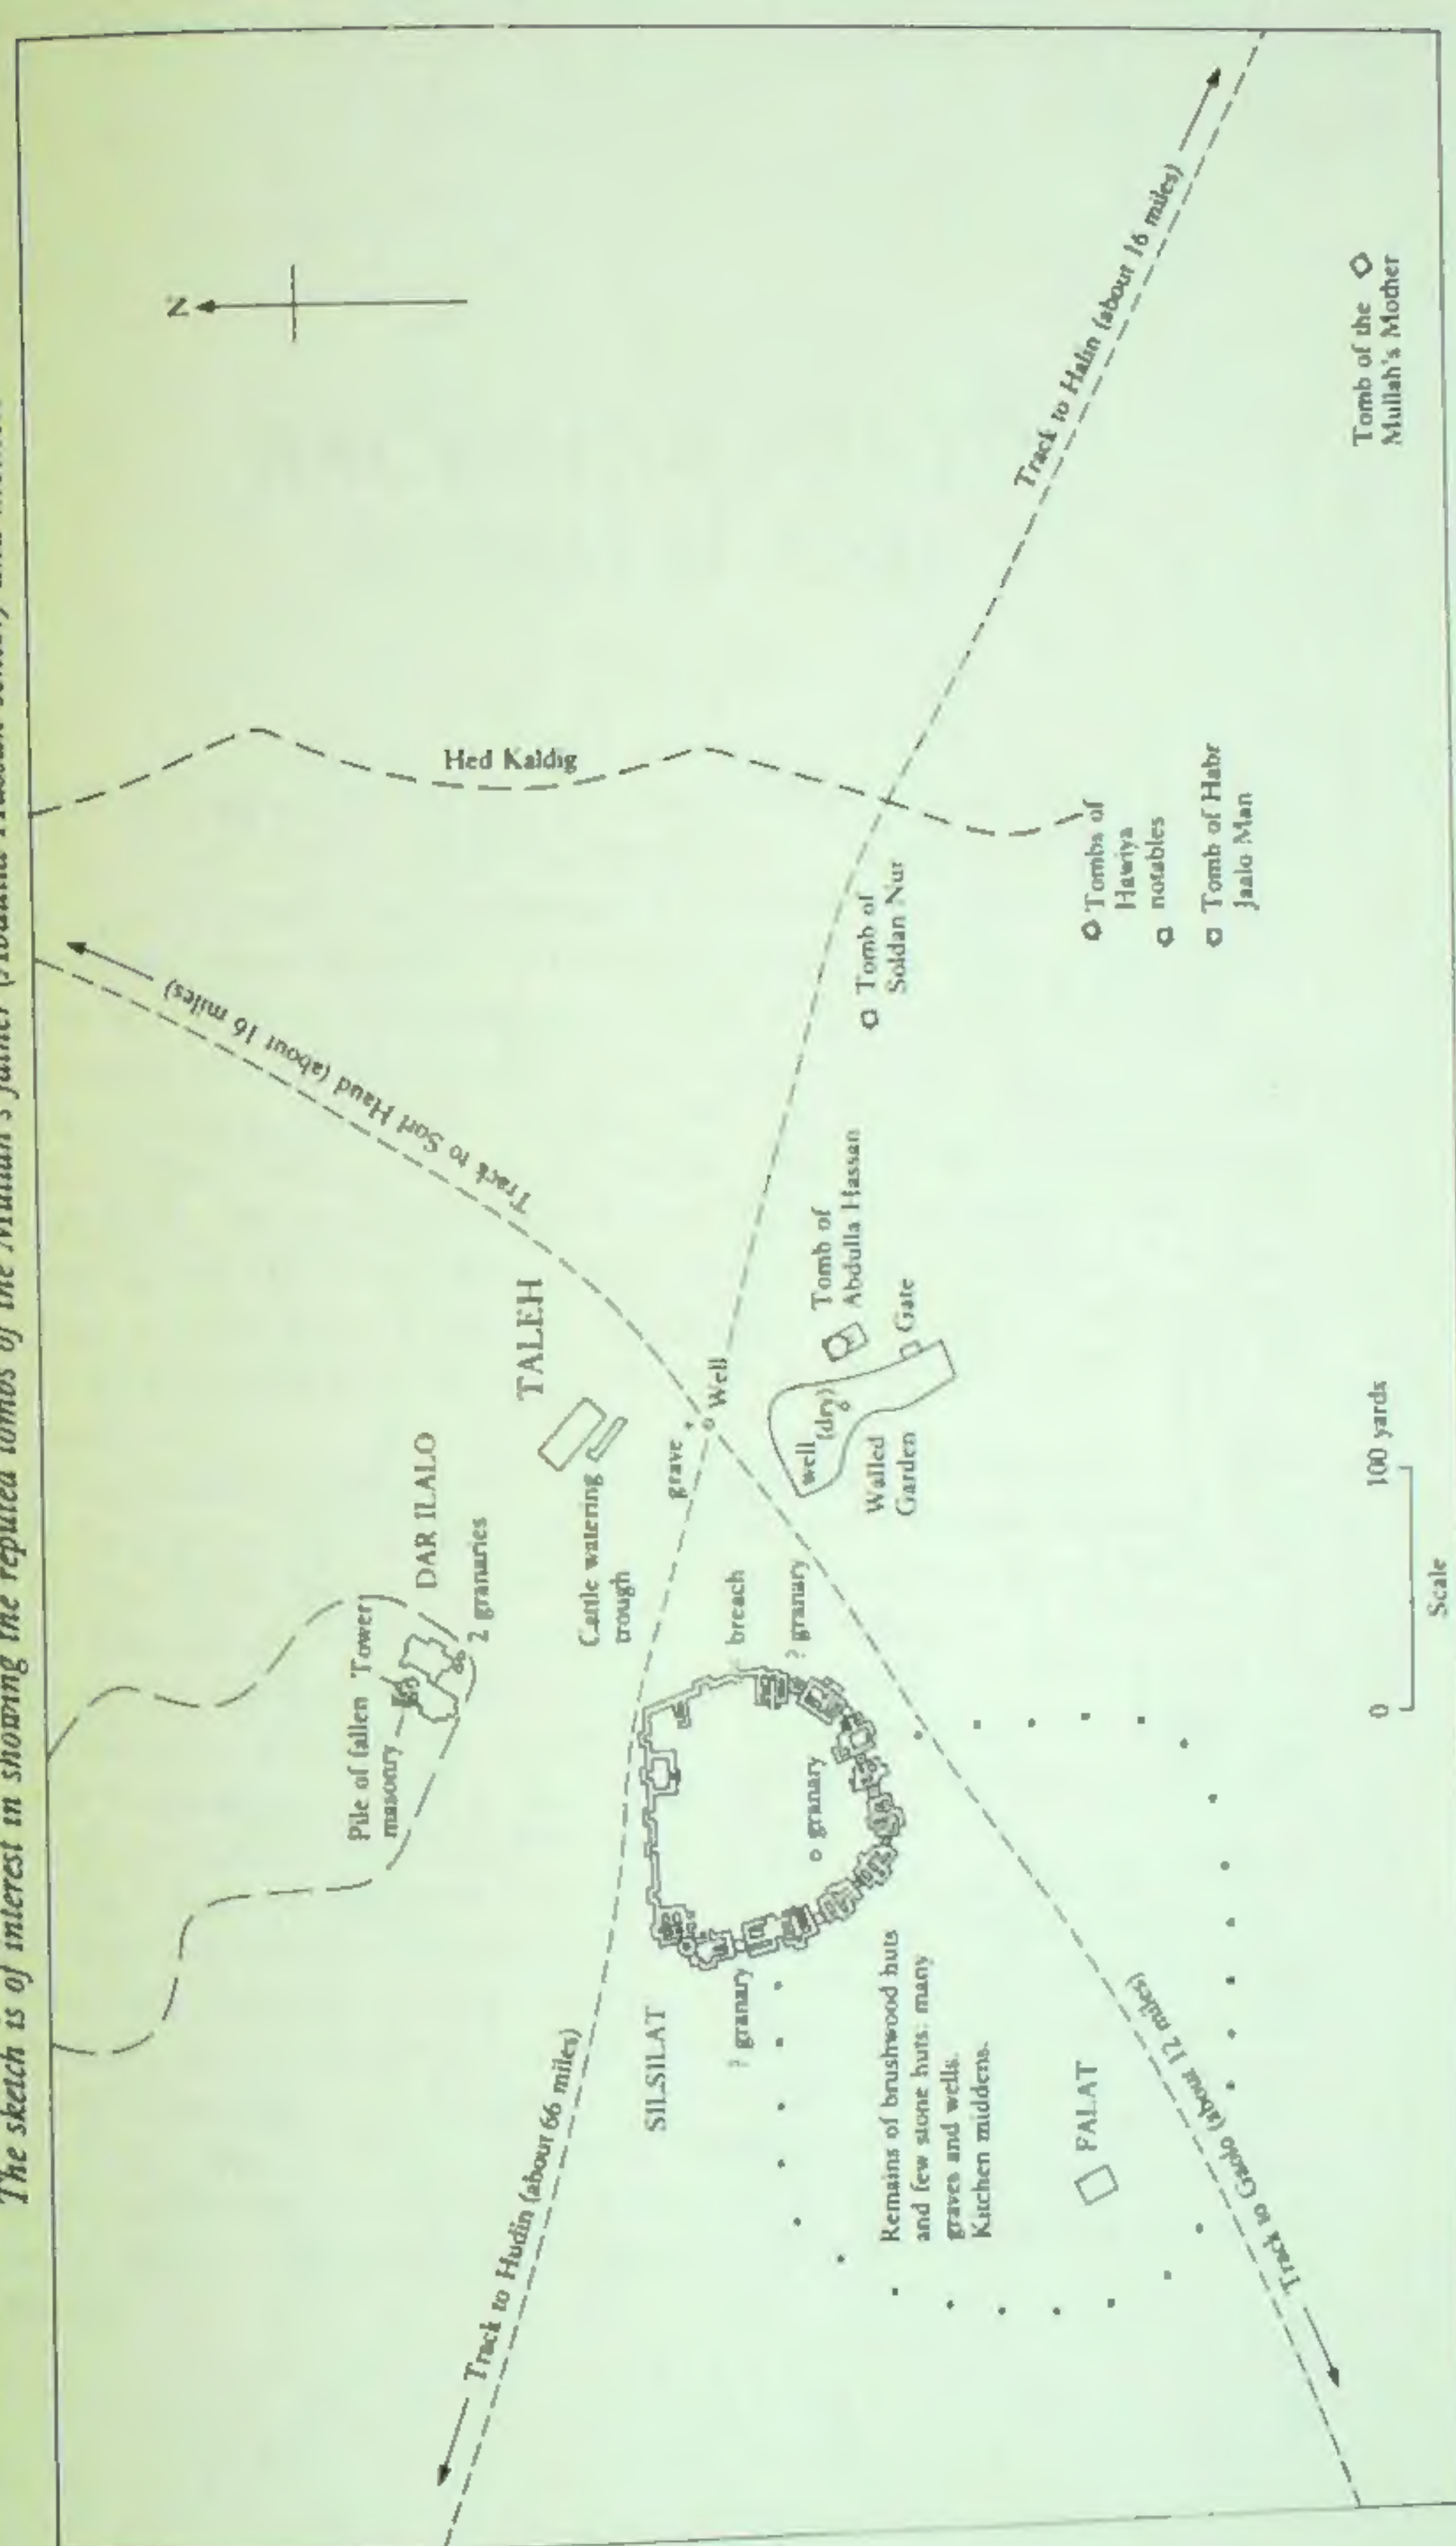 The sketch is of interest in showing the reputed tombs of the Mullah's father (Abdulla Hassan senior) and
N
Hed Kaldig
Track to Sorl Haud (about 16 miles)
Track to Halin (about 16 miles)
Tomb of the
Mullah's Mother
Tombs of
Hawiya
notables
Tomb of Habr
Jaalo Man
Tomb of
Soldan Nur
Tomb of
Abdulla Hassan
Gate
TALEH
DAR ILALO
2 granaries
Pile of fallen Tower
masonry
Cattle watering
trough
grave
Well
well
(dry)
Walled
Garden
breach
? granary
granary
? granary
SILSILAT
Track to Hudin (about 66 miles)
Remains of brushwood huts
and few stone huts: many
graves and wells.
Kitchen middens.
FALAT
Track to Gaolo (about 12 miles)
0
100 yards
Scale